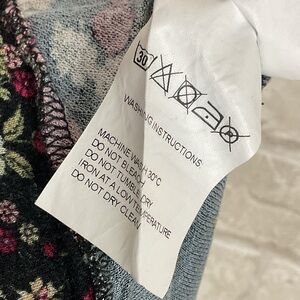 30
WASHING INSTRUCTIONS
MACHINE WASH 30°C
DO NOT BLEACH
DO NOT TUMBLE DRY
IRON AT A LOW TEMPERATURE
DO NOT DRY CLEAN